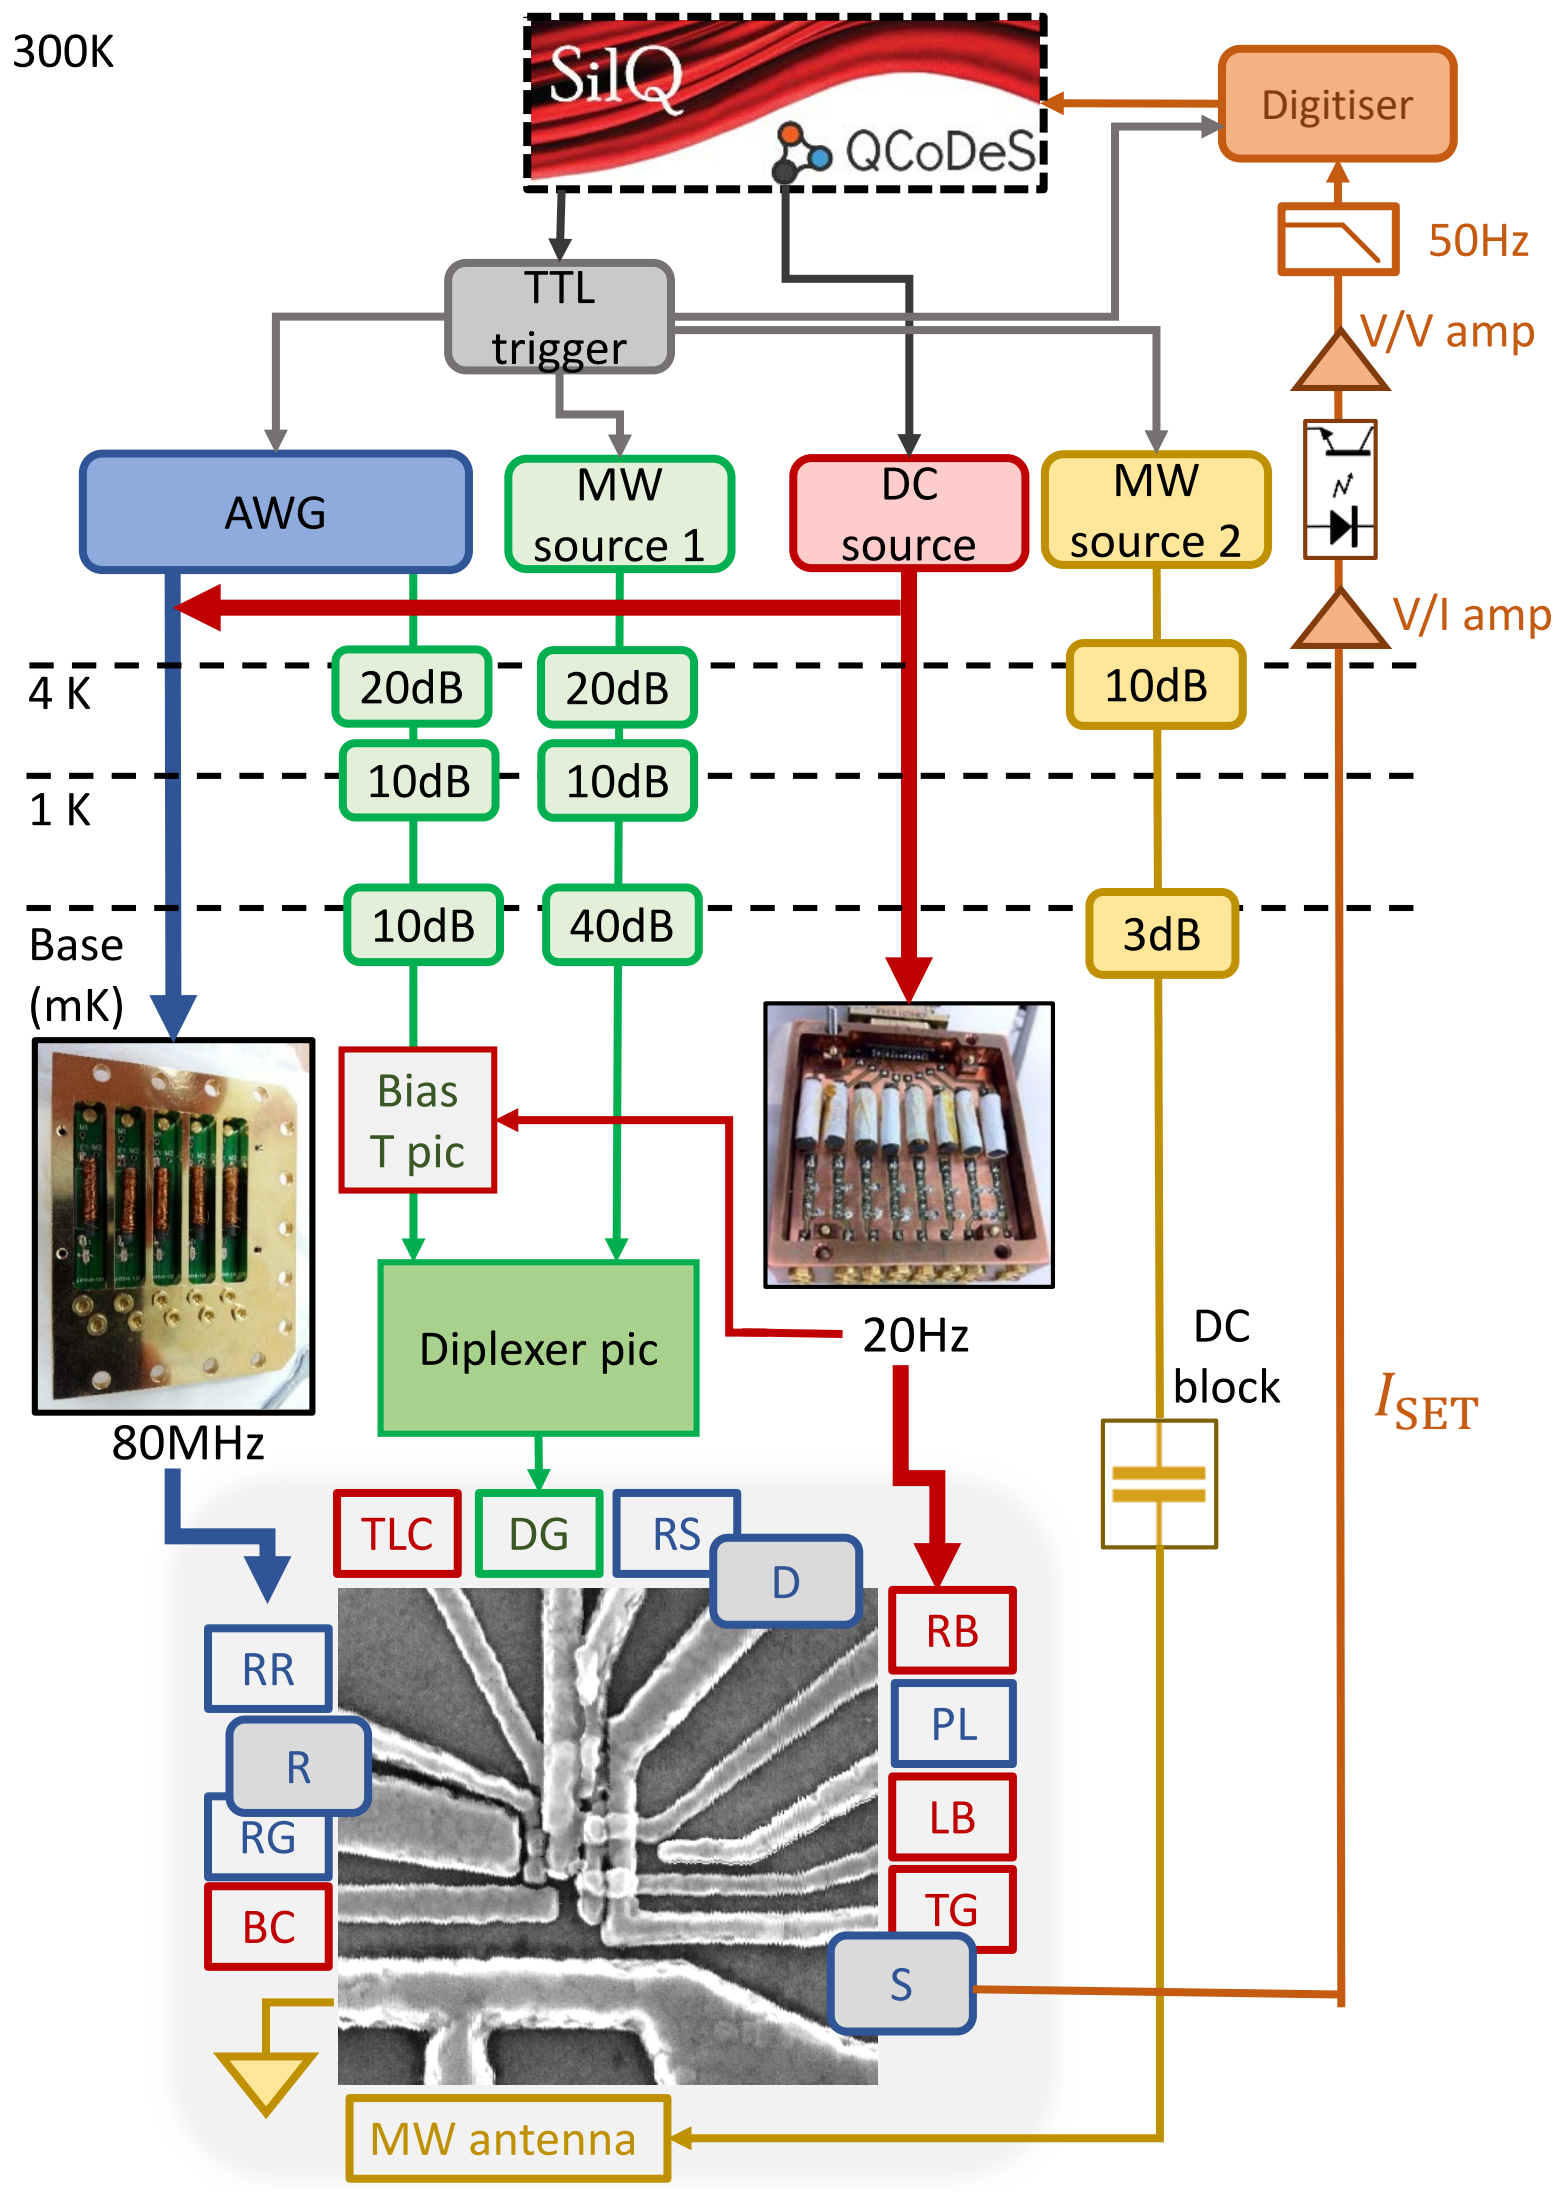 300K
SilQ
QCoDeS
Digitiser
50Hz
TTL
trigger
V/V amp
AWG
MW
source 1
DC
source
MW
source 2
V/I amp
4 K
20dB
20dB
10dB
10dB
10dB
1 K
Base
(mK)
10dB
40dB
3dB
Bias
T pic
Diplexer pic
20Hz
DC
block
I SET
80MHz
TLC
DG
RS
D
RR
RB
R
PL
RG
LB
BC
TG
S
MW antenna